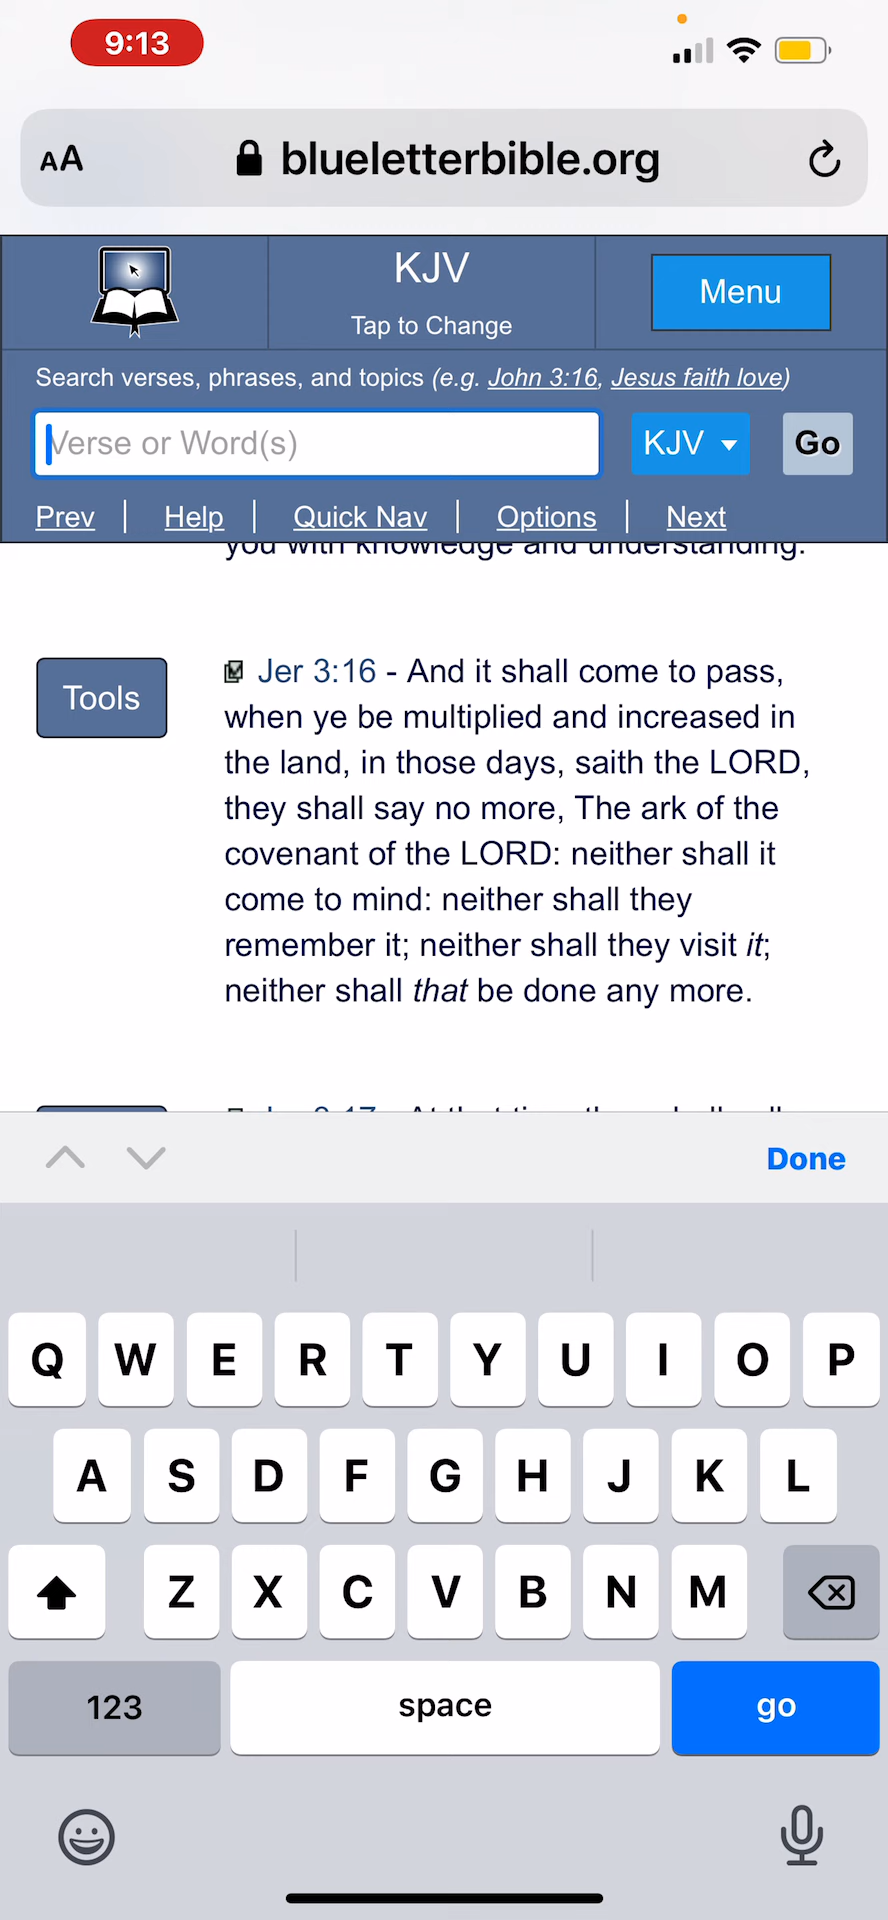 9:13
AA blueletterbible.org
KJV
Tap to Change
Menu
Search verses, phrases, and topics (e.g. John 3:16, Jesus faith love)
Verse or Word(s)
KJV
Go
Prev | Help | Quick Nav | Options | Next
you with knowledge and understanding.
Tools
Jer 3:16 - And it shall come to pass,
when ye be multiplied and increased in
the land, in those days, saith the LORD,
they shall say no more, The ark of the
covenant of the LORD: neither shall it
come to mind: neither shall they
remember it; neither shall they visit it;
neither shall that be done any more.
Done
Q W E R T Y U I O P
A S D F G H J K L
Z X C V B N M
123 space go